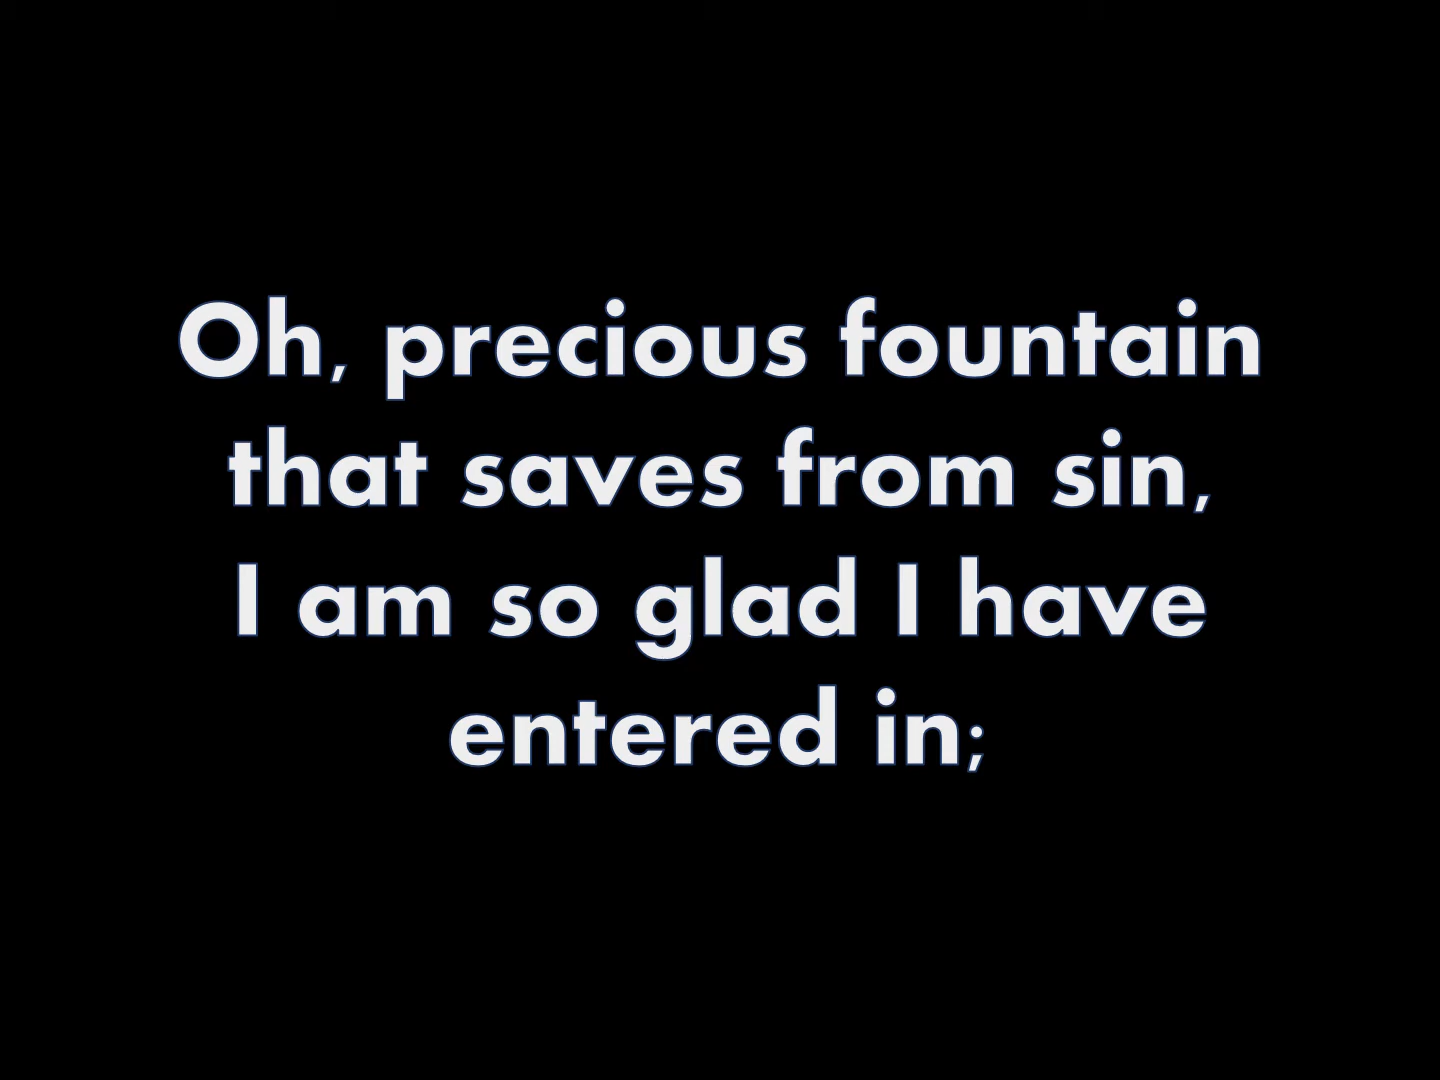 Oh, precious fountain
that saves from sin,
I am so glad I have
entered in;